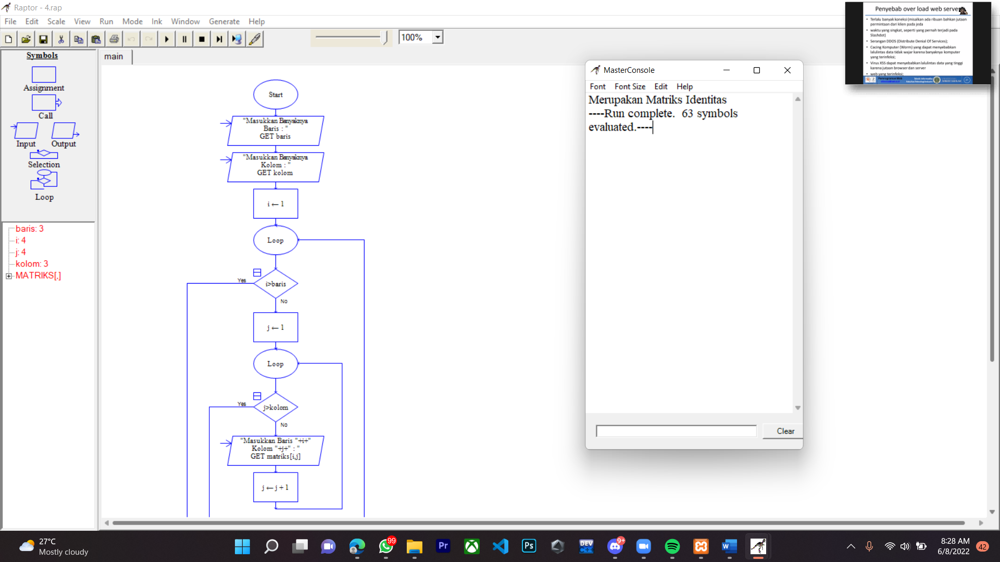 Raptor - 4.rap
File Edit Scale View Run Mode Ink Window Generate Help
100%
Symbols
Assignment
Call
Input Output
Selection
Loop
baris: 3
i: 4
j: 4
kolom: 3
MATRIKS[,]
main
Start
"Masukkan Banyaknya
Baris : "
GET baris
"Masukkan Banyaknya
Kolom : "
GET kolom
i ← 1
Loop
Yes
i>baris
No
j ← 1
Loop
Yes
j>kolom
No
"Masukkan Baris "+i+"
Kolom "+j+" : "
GET matriks[i,j]
j ← j + 1
MasterConsole
Font Font Size Edit Help
Merupakan Matriks Identitas
----Run complete.  63 symbols
evaluated.----
Clear
Penyebab over load web server
• Terlalu banyak koneksi (misalkan ada ribuan bahkan jutaan
permintaan dari klien pada jeda
• waktu yang singkat, seperti yang pernah terjadi pada
Slashdot)
• Serangan DDOS (Distribute Denial Of Services);
• Cacing Komputer (Worm) yang dapat menyebabkan
lalulintas data tidak wajar karena banyaknya komputer
yang terinfeksi;
• Virus XSS dapat menyebabkan lalulintas data yang tinggi
karena jutaan browser dan server
• web yang terinfeksi;
Pemrograman Web
27°C
Mostly cloudy
99
Pr
Ps
DEV
9+
W
8:28 AM
6/8/2022
42